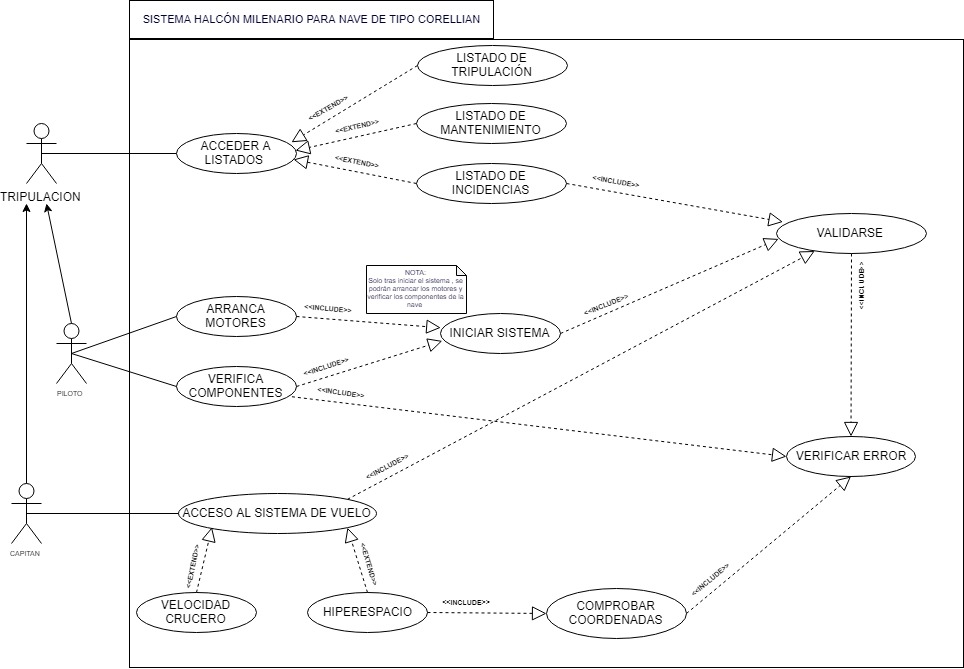 SISTEMA HALCÓN MILENARIO PARA NAVE DE TIPO CORELLIAN
LISTADO DE
TRIPULACIÓN
<<EXTEND>>
LISTADO DE
MANTENIMIENTO
<<EXTEND>>
ACCEDER A
LISTADOS
<<EXTEND>>
LISTADO DE
INCIDENCIAS
<<INCLUDE>>
TRIPULACION
VALIDARSE
NOTA:
Solo tras iniciar el sistema , se
podrán arrancar los motores y
verificar los componentes de la
nave
<<INCLUDE>>
ARRANCA
MOTORES
<<INCLUDE>>
INICIAR SISTEMA
<<INCLUDE>>
PILOTO
VERIFICA
COMPONENTES
<<INCLUDE>>
<<INCLUDE>>
VERIFICAR ERROR
<<INCLUDE>>
ACCESO AL SISTEMA DE VUELO
CAPITAN
<<EXTEND>>
<<EXTEND>>
<<INCLUDE>>
VELOCIDAD
CRUCERO
HIPERESPACIO
<<INCLUDE>>
COMPROBAR
COORDENADAS